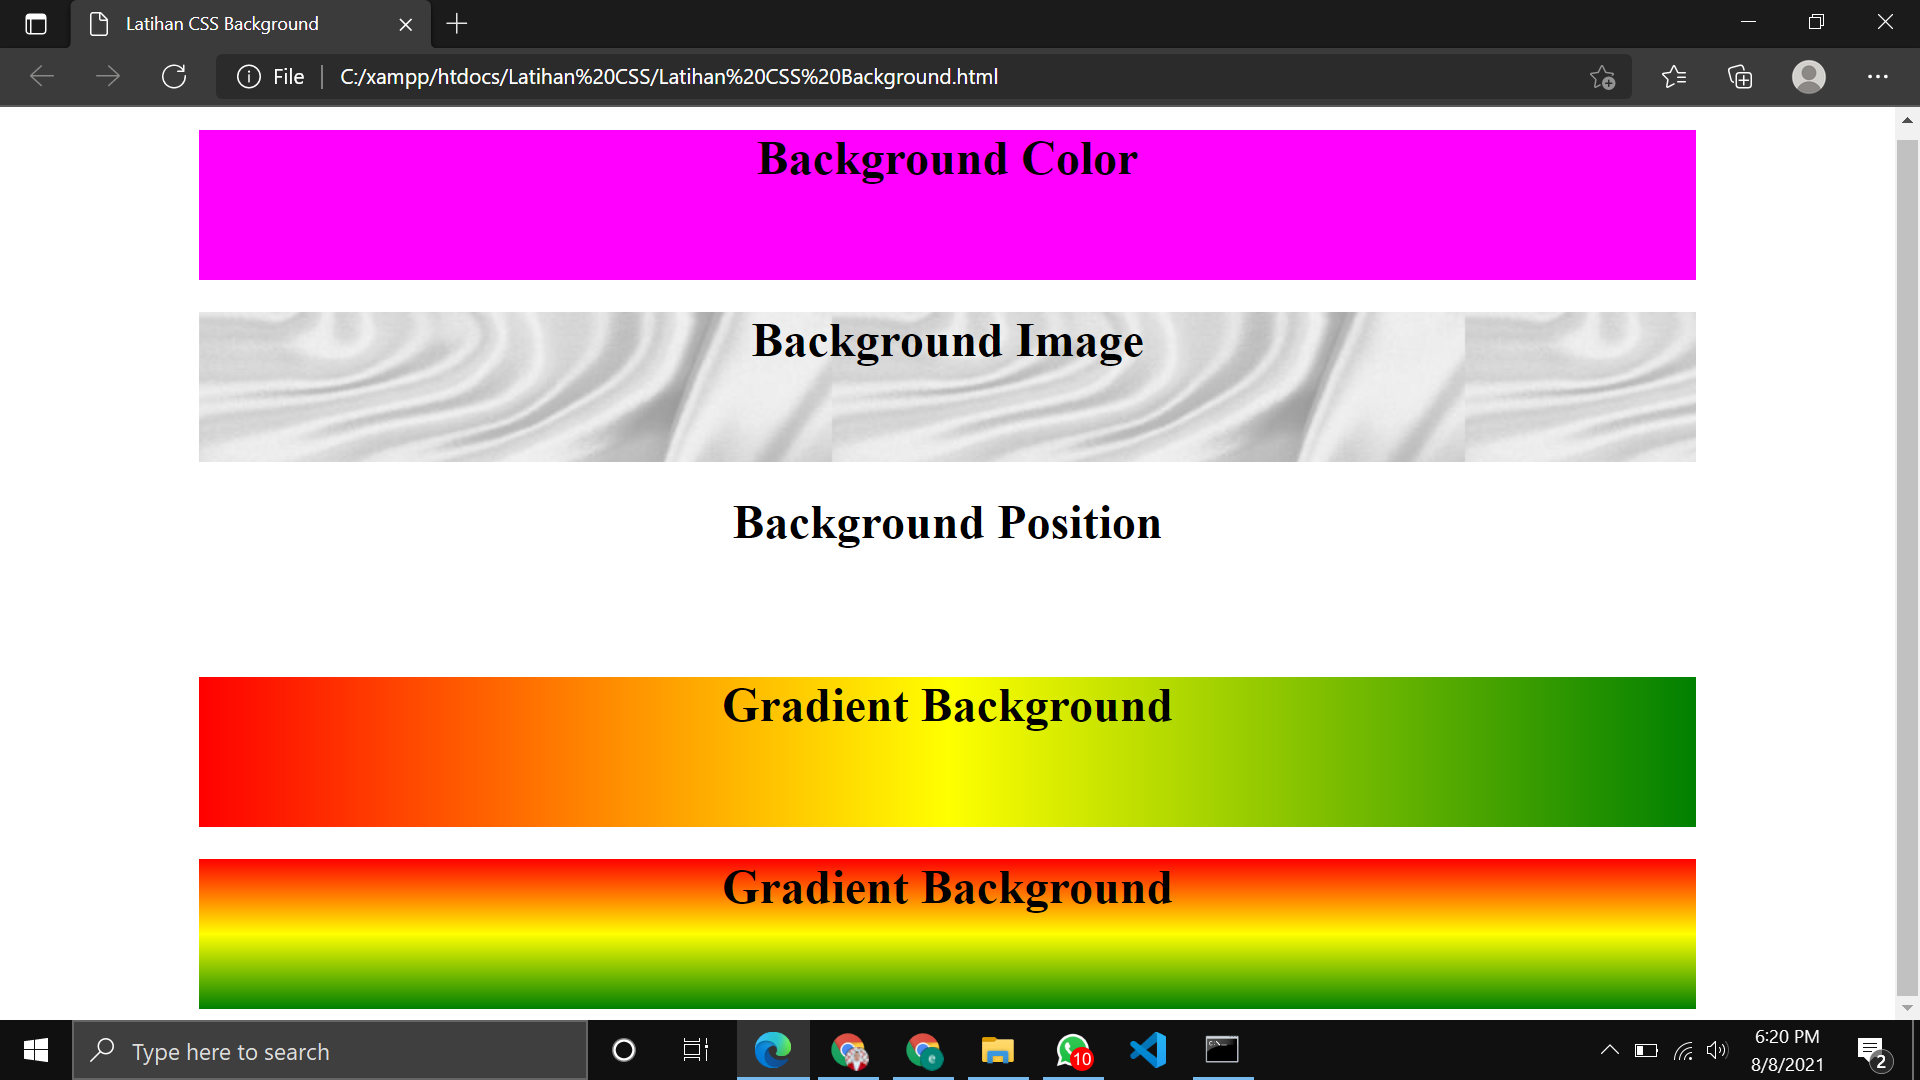 Latihan CSS Background
File
C:/xampp/htdocs/Latihan%20CSS/Latihan%20CSS%20Background.html
Background Color
Background Image
Background Position
Gradient Background
Gradient Background
Type here to search
e
10
C:\_
6:20 PM
8/8/2021
2